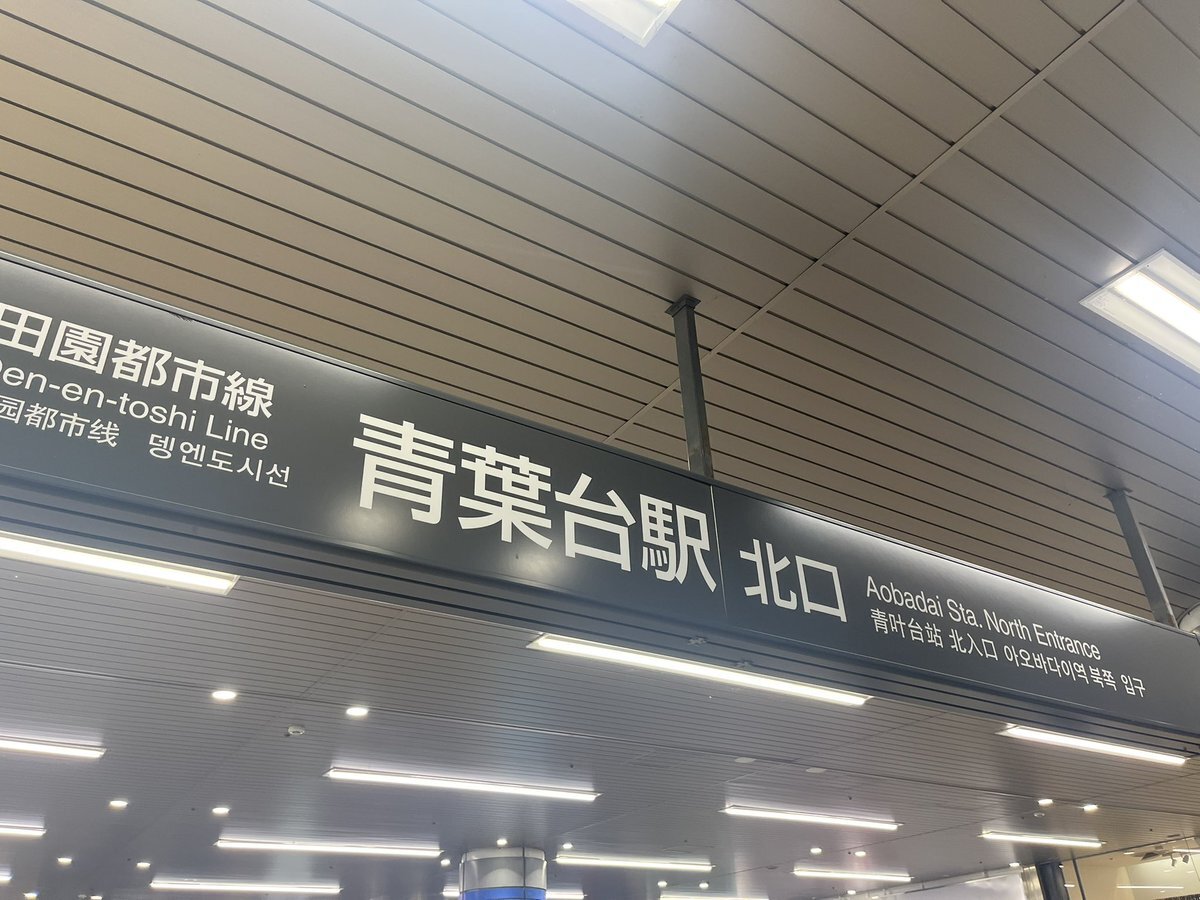 田園都市線
Den-en-toshi Line
园都市线 뎅엔도시선
青葉台駅 北口
Aobadai Sta. North Entrance
青叶台站 北入口 아오바다이역 북쪽 입구